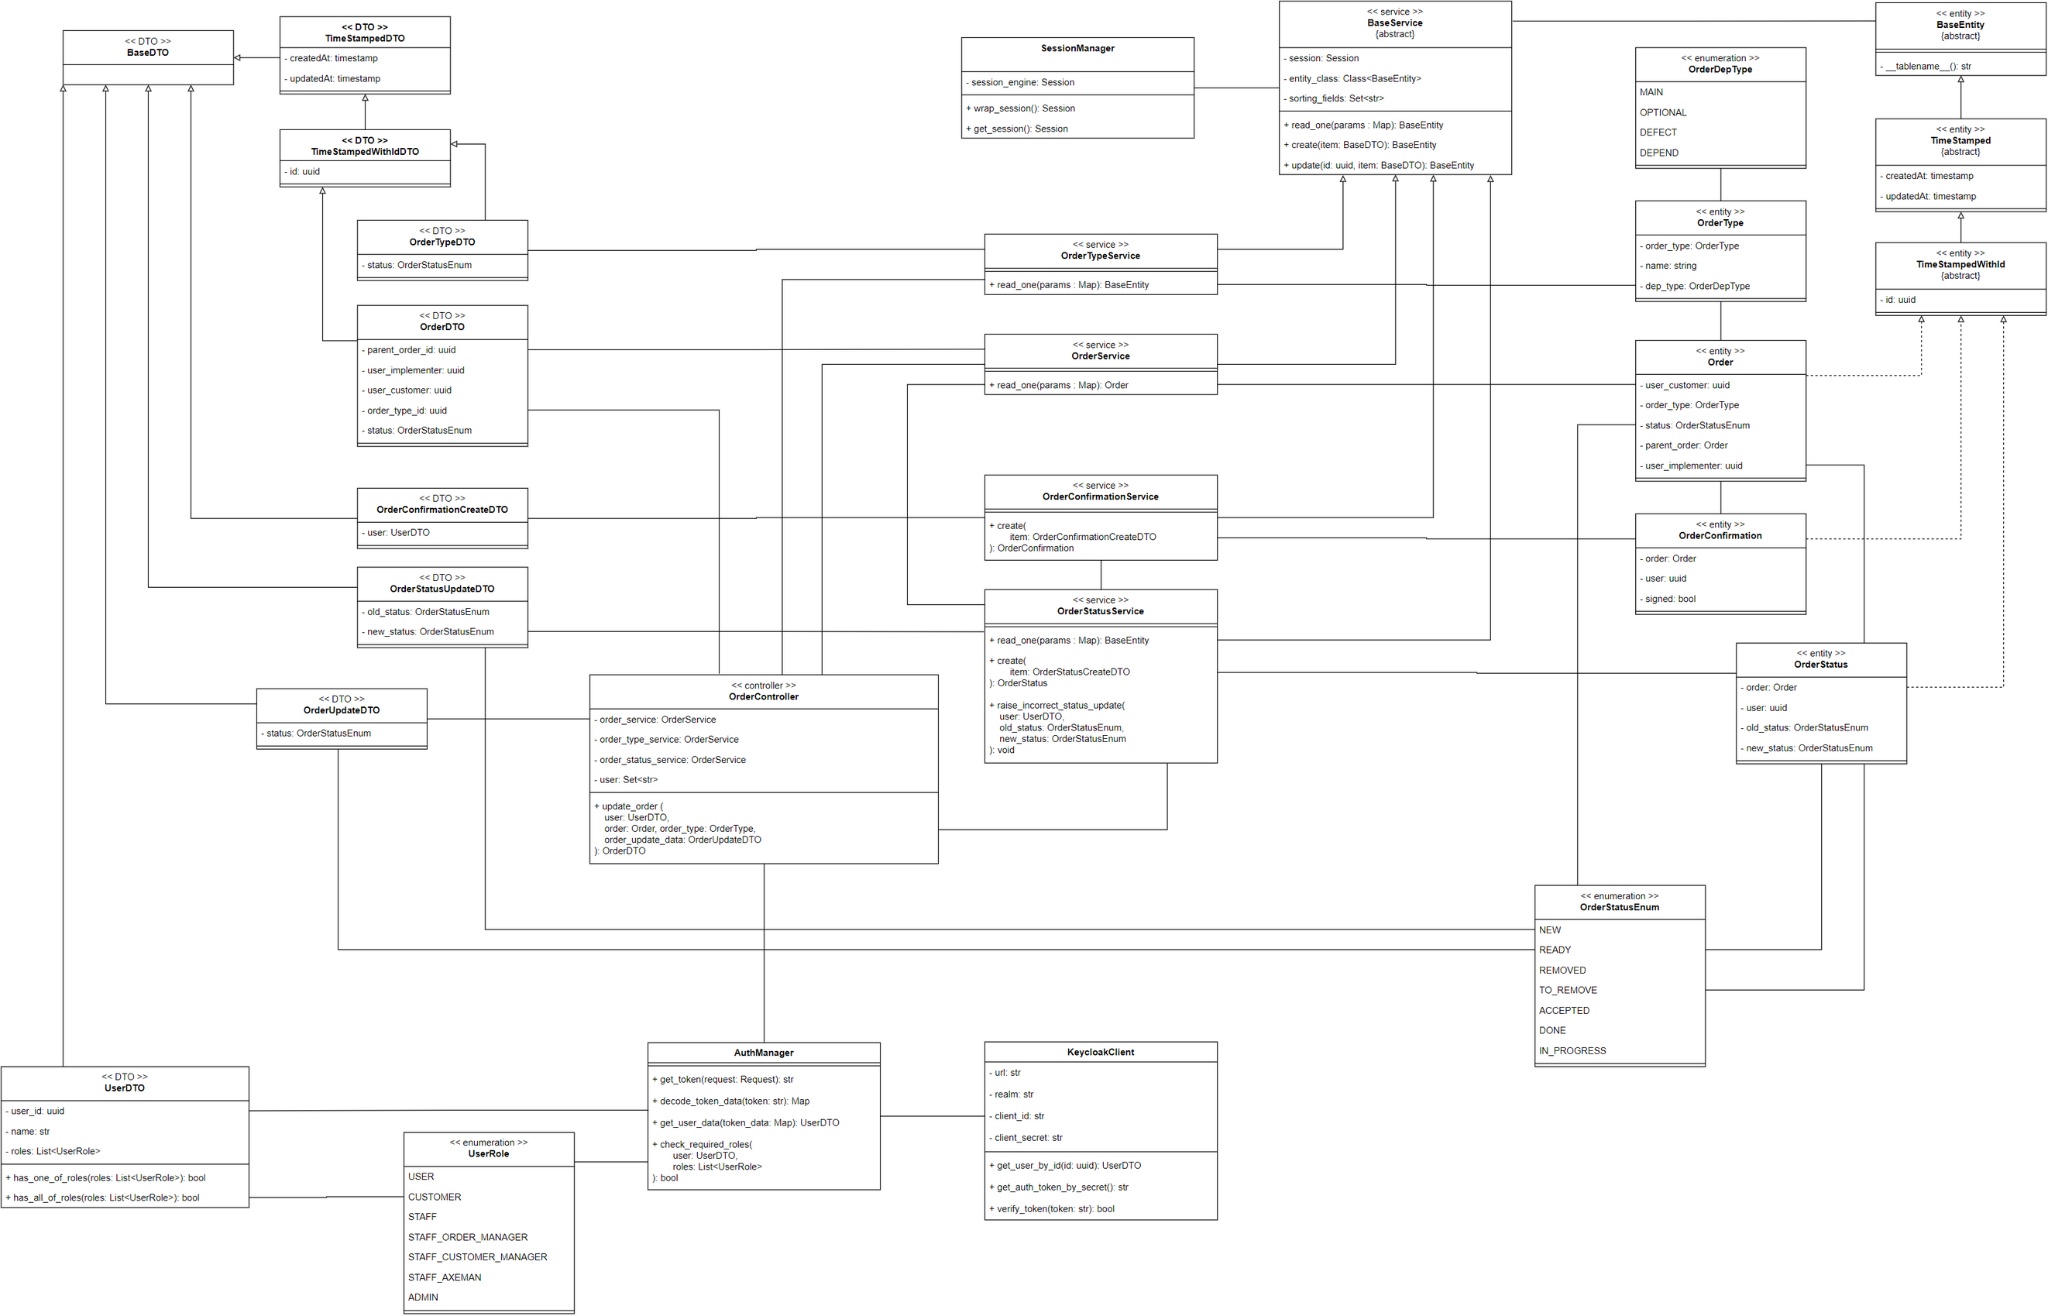 << DTO >>
BaseDTO
<< DTO >>
TimeStampedDTO
- createdAt: timestamp
- updatedAt: timestamp
<< DTO >>
TimeStampedWithIdDTO
- id: uuid
<< DTO >>
OrderTypeDTO
- status: OrderStatusEnum
<< DTO >>
OrderDTO
- parent_order_id: uuid
- user_implementer: uuid
- user_customer: uuid
- order_type_id: uuid
- status: OrderStatusEnum
<< DTO >>
OrderConfirmationCreateDTO
- user: UserDTO
<< DTO >>
OrderStatusUpdateDTO
- old_status: OrderStatusEnum
- new_status: OrderStatusEnum
<< DTO >>
OrderUpdateDTO
- status: OrderStatusEnum
<< DTO >>
UserDTO
- user_id: uuid
- name: str
- roles: List<UserRole>
+ has_one_of_roles(roles: List<UserRole>): bool
+ has_all_of_roles(roles: List<UserRole>): bool
<< enumeration >>
UserRole
USER
CUSTOMER
STAFF
STAFF_ORDER_MANAGER
STAFF_CUSTOMER_MANAGER
STAFF_AXEMAN
ADMIN
<< controller >>
OrderController
- order_service: OrderService
- order_type_service: OrderService
- order_status_service: OrderService
- user: Set<str>
+ update_order (
user: UserDTO,
order: Order, order_type: OrderType,
order_update_data: OrderUpdateDTO
): OrderDTO
AuthManager
+ get_token(request: Request): str
+ decode_token_data(token: str): Map
+ get_user_data(token_data: Map): UserDTO
+ check_required_roles(
user: UserDTO,
roles: List<UserRole>
): bool
KeycloakClient
- url: str
- realm: str
- client_id: str
- client_secret: str
+ get_user_by_id(id: uuid): UserDTO
+ get_auth_token_by_secret(): str
+ verify_token(token: str): bool
SessionManager
- session_engine: Session
+ wrap_session(): Session
+ get_session(): Session
<< service >>
BaseService
{abstract}
- session: Session
- entity_class: Class<BaseEntity>
- sorting_fields: Set<str>
+ read_one(params : Map): BaseEntity
+ create(item: BaseDTO): BaseEntity
+ update(id: uuid, item: BaseDTO): BaseEntity
<< service >>
OrderTypeService
+ read_one(params : Map): BaseEntity
<< service >>
OrderService
+ read_one(params : Map): Order
<< service >>
OrderConfirmationService
+ create(
item: OrderConfirmationCreateDTO
): OrderConfirmation
<< service >>
OrderStatusService
+ read_one(params : Map): BaseEntity
+ create(
item: OrderStatusCreateDTO
): OrderStatus
+ raise_incorrect_status_update(
user: UserDTO,
old_status: OrderStatusEnum,
new_status: OrderStatusEnum
): void
<< enumeration >>
OrderDepType
MAIN
OPTIONAL
DEFECT
DEPEND
<< entity >>
OrderType
- order_type: OrderType
- name: string
- dep_type: OrderDepType
<< entity >>
Order
- user_customer: uuid
- order_type: OrderType
- status: OrderStatusEnum
- parent_order: Order
- user_implementer: uuid
<< entity >>
OrderConfirmation
- order: Order
- user: uuid
- signed: bool
<< entity >>
OrderStatus
- order: Order
- user: uuid
- old_status: OrderStatusEnum
- new_status: OrderStatusEnum
<< enumeration >>
OrderStatusEnum
NEW
READY
REMOVED
TO_REMOVE
ACCEPTED
DONE
IN_PROGRESS
<< entity >>
BaseEntity
{abstract}
- __tablename__(): str
<< entity >>
TimeStamped
{abstract}
- createdAt: timestamp
- updatedAt: timestamp
<< entity >>
TimeStampedWithId
{abstract}
- id: uuid